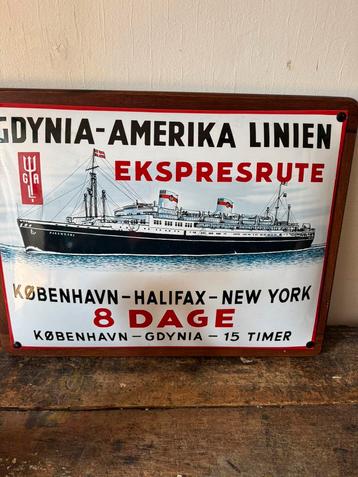 GDYNIA-AMERIKA LINIEN
EKSPRESRUTE
G A L
KØBENHAVN-HALIFAX-NEW YORK
8 DAGE
KØBENHAVN - GDYNIA - 15 TIMER